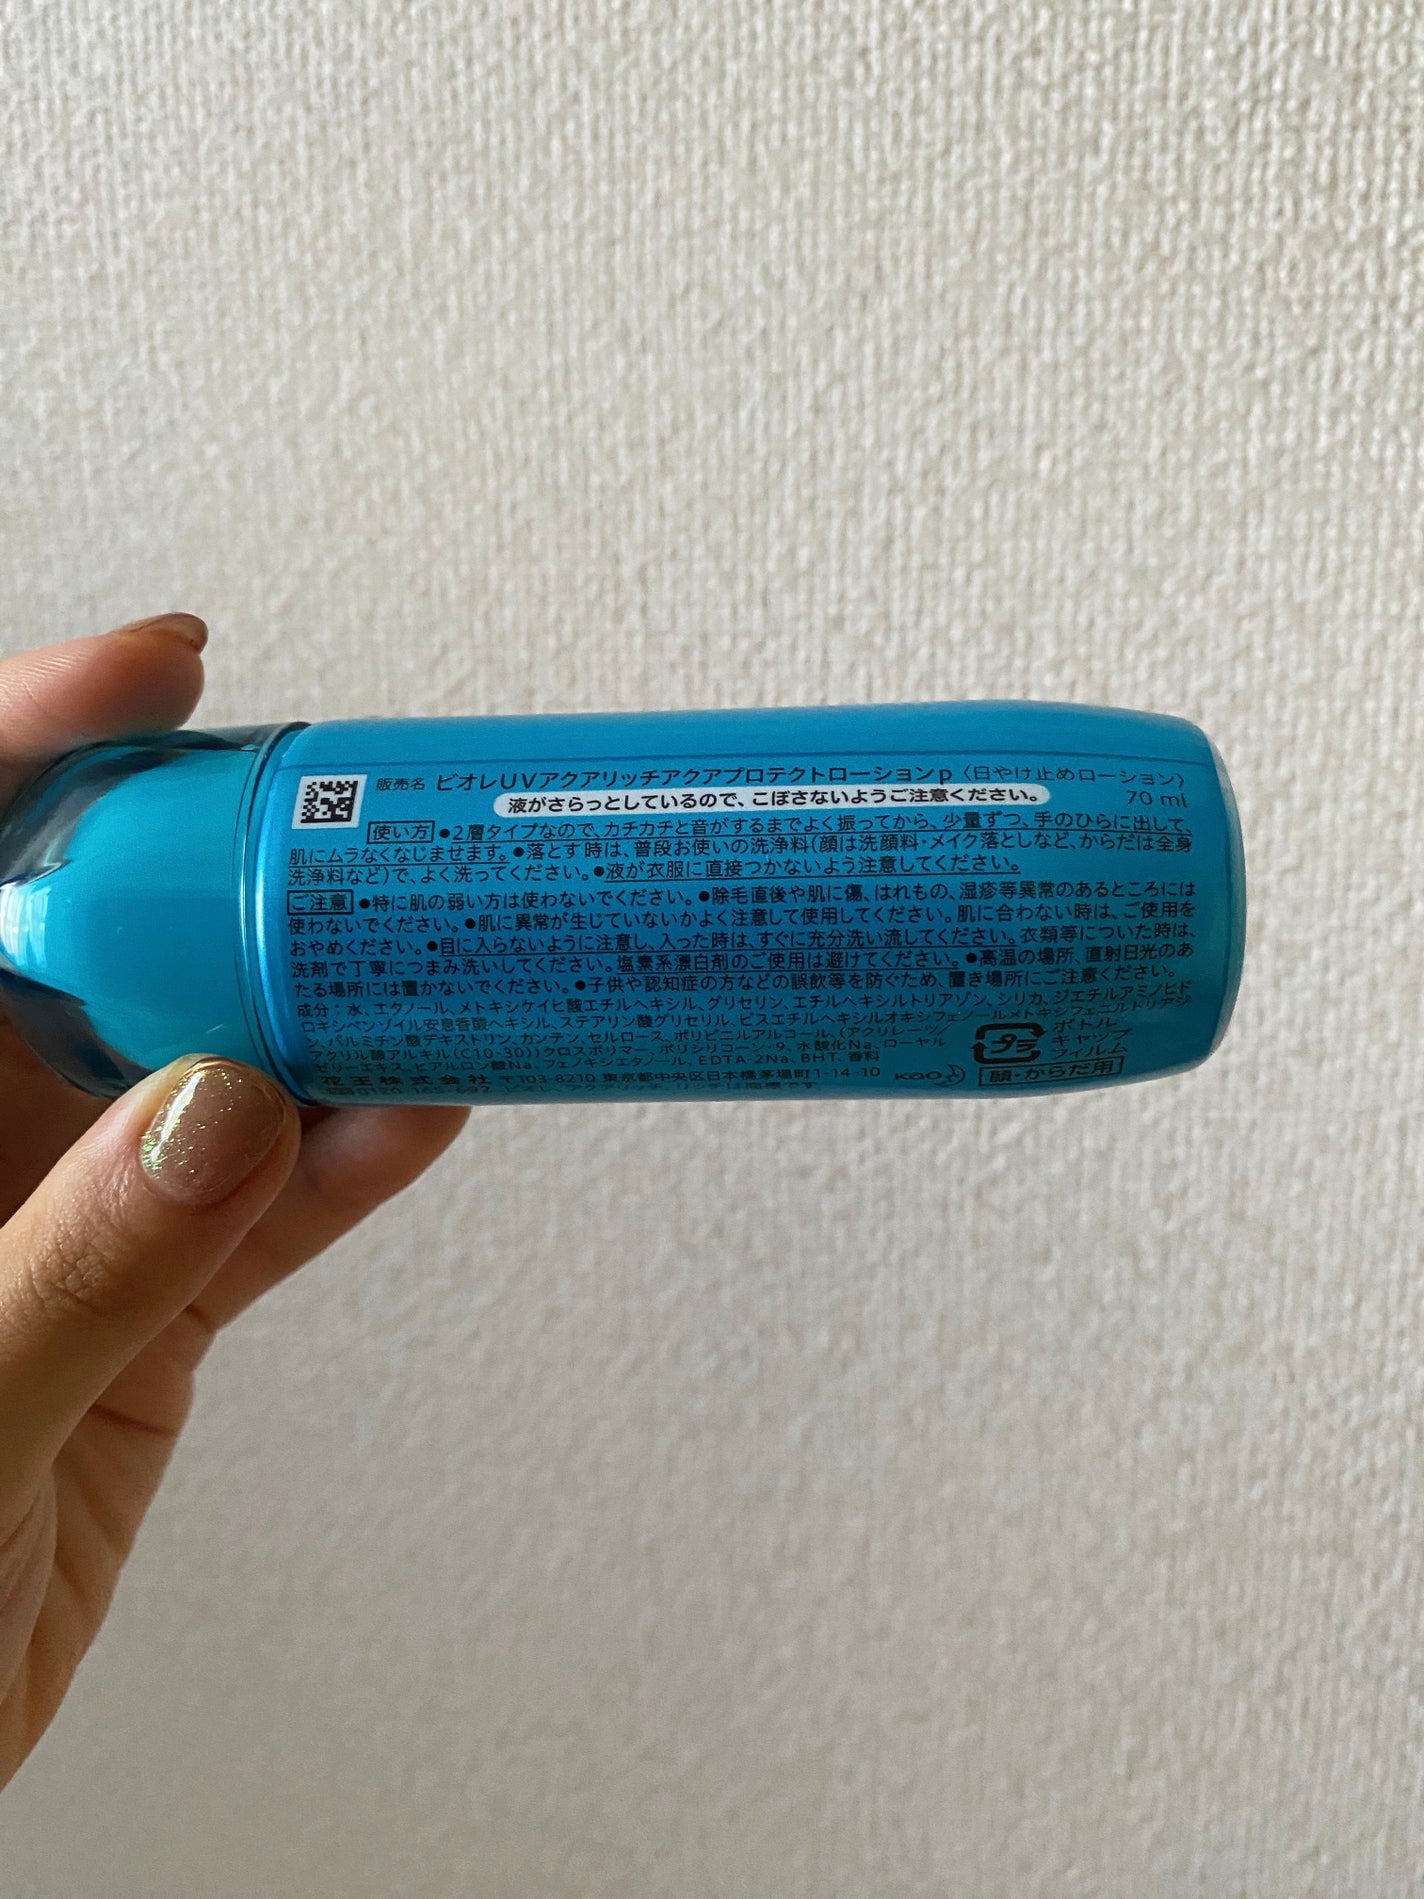 販売名 ビオレUVアクアリッチアクアプロテクトローションp〈日やけ止めローション〉
液がさらっとしているので、こぼさないようご注意ください。 70 ml
使い方 ●2層タイプなので、カチカチと音がするまでよく振ってから、少量ずつ、手のひらに出して、
肌にムラなくなじませます。●落とす時は、普段お使いの洗浄料(顔は洗顔料・メイク落としなど、からだは全身
洗浄料など)で、よく洗ってください。●液が衣服に直接つかないよう注意してください。
ご注意 ●特に肌の弱い方は使わないでください。●除毛直後や肌に傷、はれもの、湿疹等異常のあるところには
使わないでください。●肌に異常が生じていないかよく注意して使用してください。肌に合わない時は、ご使用を
おやめください。●目に入らないように注意し、入った時は、すぐに充分洗い流してください。衣類等についた時は、
洗剤で丁寧につまみ洗いしてください。塩素系漂白剤のご使用は避けてください。●高温の場所、直射日光のあ
たる場所には置かないでください。●子供や認知症の方などの誤飲等を防ぐため、置き場所にご注意ください。
成分：水、エタノール、メトキシケイヒ酸エチルヘキシル、グリセリン、エチルヘキシルトリアゾン、シリカ、ジエチルアミノヒド
ロキシベンゾイル安息香酸ヘキシル、ステアリン酸グリセリル、ビスエチルヘキシルオキシフェノールメトキシフェニルトリアジ
ン、パルミチン酸デキストリン、カンテン、セルロース、ポリビニルアルコール、(アクリレーツ/
アクリル酸アルキル(C10-30))クロスポリマー、ポリシリコーン-9、水酸化Na、ローヤル
ゼリーエキス、ヒアルロン酸Na、フェノキシエタノール、EDTA-2Na、BHT、香料
プラ
ボトル
キャップ
フィルム
花王株式会社 〒103-8210 東京都中央区日本橋茅場町1-14-10
Kao
顔・からだ用
ビオレ、アクアリッチ、リッチは商標です